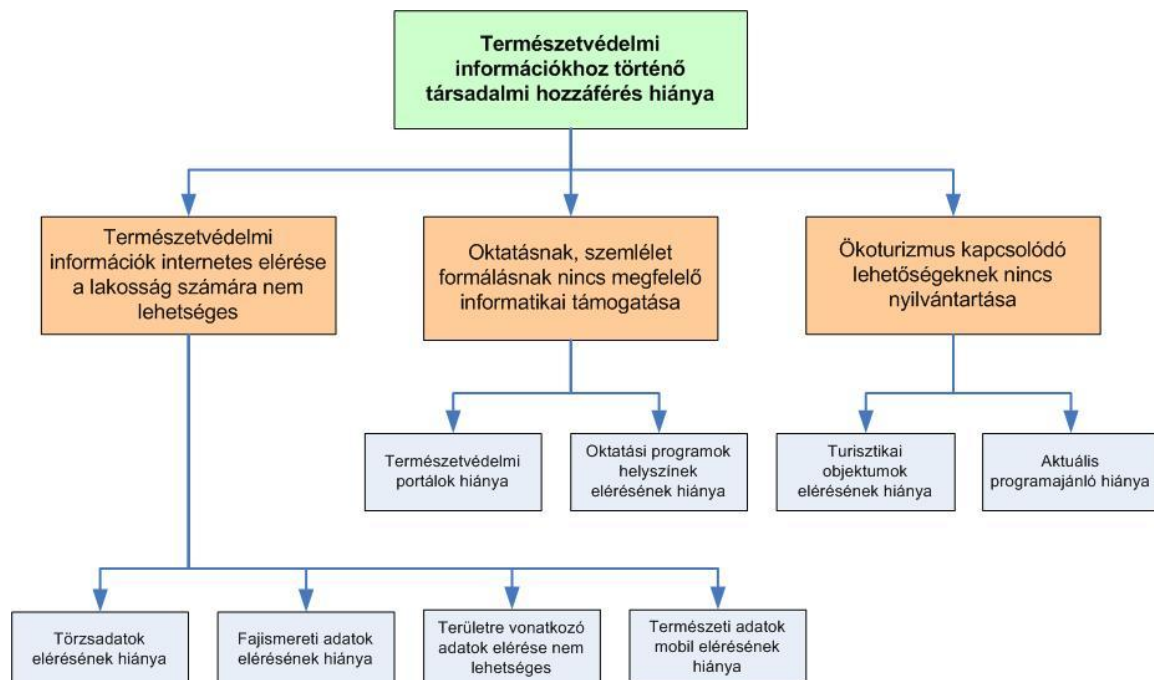 Természetvédelmi
információkhoz történő
társadalmi hozzáférés hiánya
Természetvédelmi
információk internetes elérése
a lakosság számára nem
lehetséges
Oktatásnak, szemlélet
formálásnak nincs megfelelő
informatikai támogatása
Ökoturizmus kapcsolódó
lehetőségeknek nincs
nyilvántartása
Természetvédelmi
portálok hiánya
Oktatási programok
helyszínek
elérésének hiánya
Turisztikai
objektumok
elérésének hiánya
Aktuális
programajánló hiánya
Törzsadatok
elérésének hiánya
Fajismereti adatok
elérésének hiánya
Területre vonatkozó
adatok elérése nem
lehetséges
Természeti adatok
mobil elérésének
hiánya